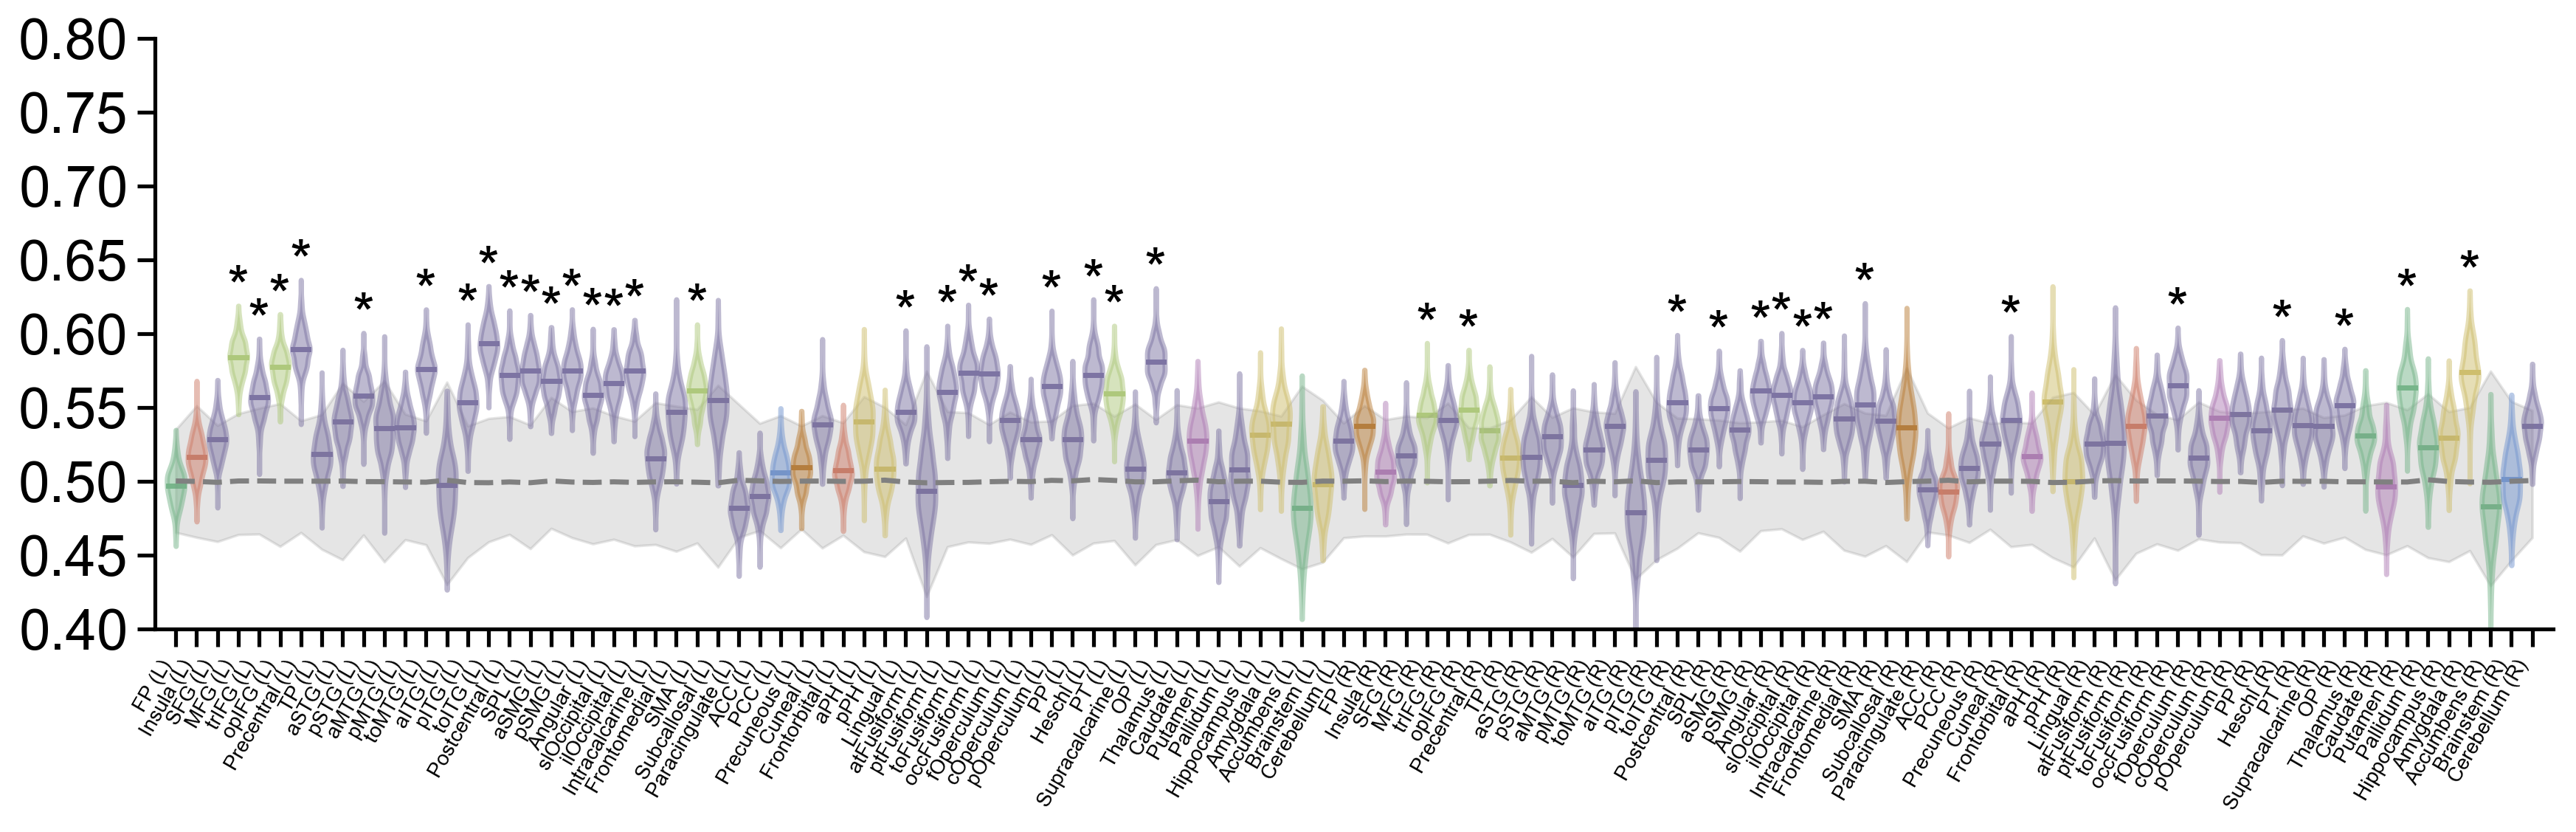 0.80
0.75
0.70
0.65
0.60
0.55
0.50
0.45
0.40
* * * * * * * * * * * * * * * * * * * * * * * * * * * * * * * * * * * * * * * * *
FP (L)
Insula (L)
SFG (L)
MFG (L)
trIFG (L)
opIFG (L)
Precentral (L)
TP (L)
aSTG (L)
pSTG (L)
aMTG (L)
pMTG (L)
toMTG (L)
aITG (L)
pITG (L)
toITG (L)
Postcentral (L)
SPL (L)
aSMG (L)
pSMG (L)
Angular (L)
slOccipital (L)
ilOccipital (L)
Intracalcarine (L)
Frontomedial (L)
SMA (L)
Subcallosal (L)
Paracingulate (L)
ACC (L)
PCC (L)
Precuneous (L)
Cuneal (L)
Frontorbital (L)
aPH (L)
pPH (L)
Lingual (L)
atFusiform (L)
ptFusiform (L)
toFusiform (L)
occFusiform (L)
fOperculum (L)
cOperculum (L)
pOperculum (L)
PP (L)
Heschl (L)
PT (L)
Supracalcarine (L)
OP (L)
Thalamus (L)
Caudate (L)
Putamen (L)
Pallidum (L)
Hippocampus (L)
Amygdala (L)
Accumbens (L)
Brainstem (L)
Cerebellum (L)
FP (R)
Insula (R)
SFG (R)
MFG (R)
trIFG (R)
opIFG (R)
Precentral (R)
TP (R)
aSTG (R)
pSTG (R)
aMTG (R)
pMTG (R)
toMTG (R)
aITG (R)
pITG (R)
toITG (R)
Postcentral (R)
SPL (R)
aSMG (R)
pSMG (R)
Angular (R)
slOccipital (R)
ilOccipital (R)
Intracalcarine (R)
Frontomedial (R)
SMA (R)
Subcallosal (R)
Paracingulate (R)
ACC (R)
PCC (R)
Precuneous (R)
Cuneal (R)
Frontorbital (R)
aPH (R)
pPH (R)
Lingual (R)
atFusiform (R)
ptFusiform (R)
toFusiform (R)
occFusiform (R)
fOperculum (R)
cOperculum (R)
pOperculum (R)
PP (R)
Heschl (R)
PT (R)
Supracalcarine (R)
OP (R)
Thalamus (R)
Caudate (R)
Putamen (R)
Pallidum (R)
Hippocampus (R)
Amygdala (R)
Accumbens (R)
Brainstem (R)
Cerebellum (R)